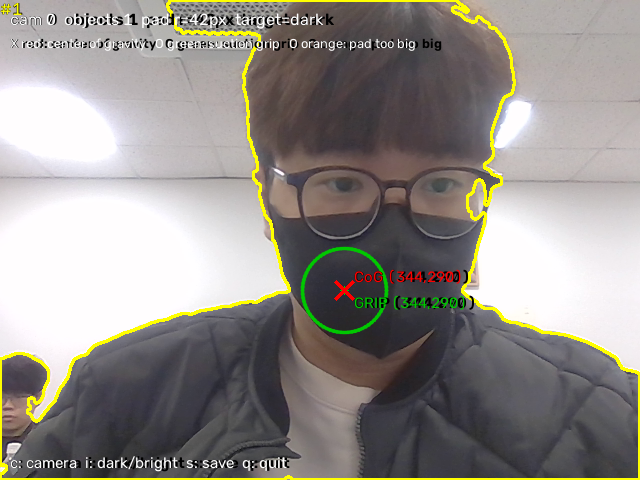 #1
cam 0 objects 1 pad r=42px target=dark
X red: center of gravity O green: suction grip O orange: pad too big
CoG (344,290)
GRIP (344,290)
c: camera i: dark/bright s: save q: quit